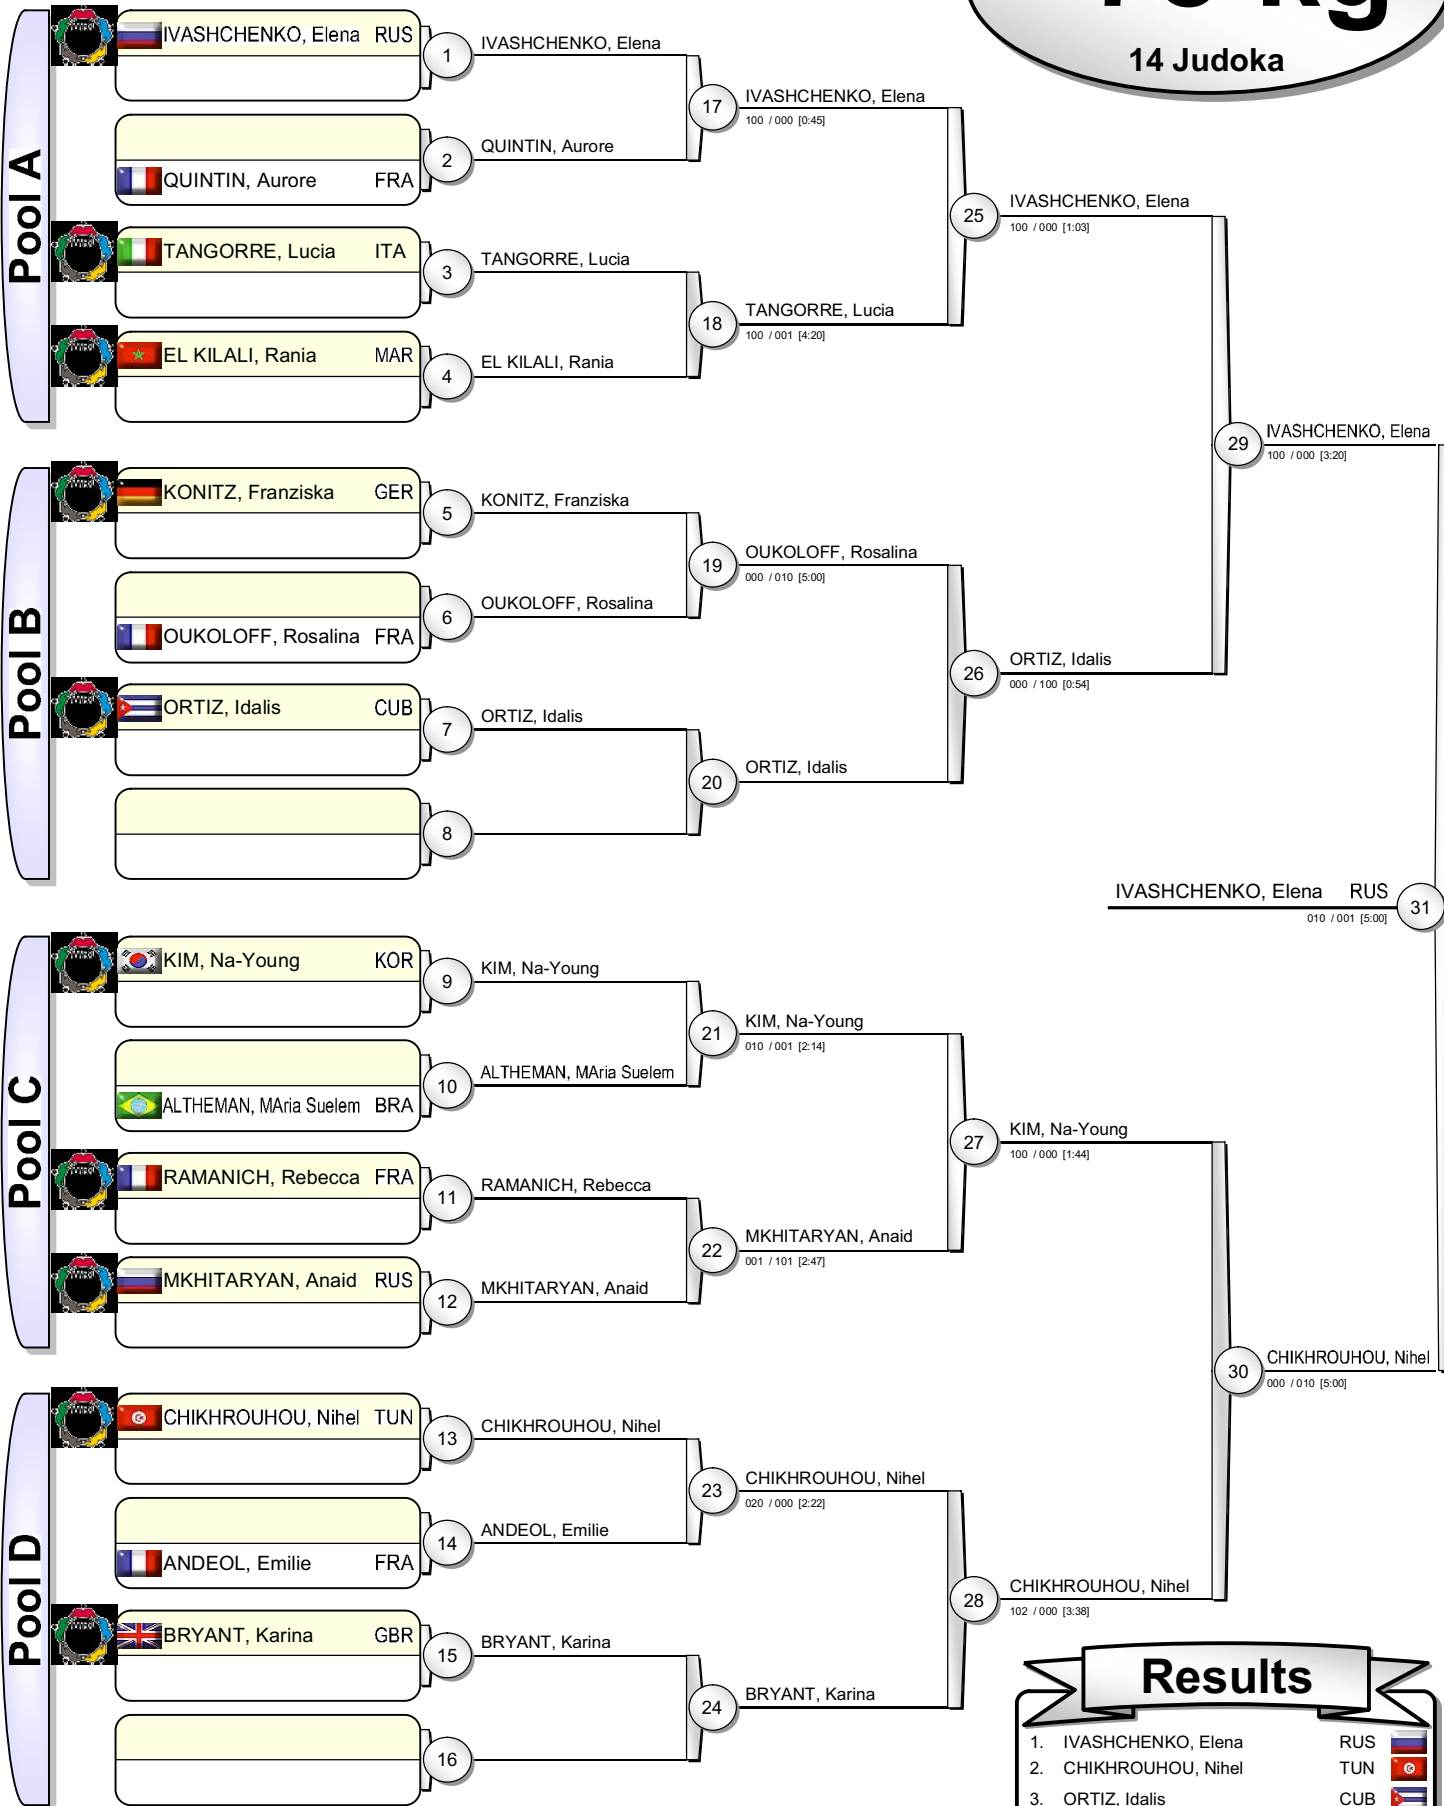 14 Judoka
Pool A
IVASHCHENKO, Elena RUS
1
IVASHCHENKO, Elena
QUINTIN, Aurore FRA
2
QUINTIN, Aurore
17
IVASHCHENKO, Elena
100 / 000 [0:45]
TANGORRE, Lucia ITA
3
TANGORRE, Lucia
EL KILALI, Rania MAR
4
EL KILALI, Rania
18
TANGORRE, Lucia
100 / 001 [4:20]
25
IVASHCHENKO, Elena
100 / 000 [1:03]
Pool B
KONITZ, Franziska GER
5
KONITZ, Franziska
OUKOLOFF, Rosalina FRA
6
OUKOLOFF, Rosalina
19
OUKOLOFF, Rosalina
000 / 010 [5:00]
ORTIZ, Idalis CUB
7
ORTIZ, Idalis
8
20
ORTIZ, Idalis
26
ORTIZ, Idalis
000 / 100 [0:54]
29
IVASHCHENKO, Elena
100 / 000 [3:20]
IVASHCHENKO, Elena RUS
010 / 001 [5:00]
31
Pool C
KIM, Na-Young KOR
9
KIM, Na-Young
ALTHEMAN, MAria Suelem BRA
10
ALTHEMAN, MAria Suelem
21
KIM, Na-Young
010 / 001 [2:14]
RAMANICH, Rebecca FRA
11
RAMANICH, Rebecca
MKHITARYAN, Anaid RUS
12
MKHITARYAN, Anaid
22
MKHITARYAN, Anaid
001 / 101 [2:47]
27
KIM, Na-Young
100 / 000 [1:44]
Pool D
CHIKHROUHOU, Nihel TUN
13
CHIKHROUHOU, Nihel
ANDEOL, Emilie FRA
14
ANDEOL, Emilie
23
CHIKHROUHOU, Nihel
020 / 000 [2:22]
BRYANT, Karina GBR
15
BRYANT, Karina
16
24
BRYANT, Karina
28
CHIKHROUHOU, Nihel
102 / 000 [3:38]
30
CHIKHROUHOU, Nihel
000 / 010 [5:00]
Results
1. IVASHCHENKO, Elena RUS
2. CHIKHROUHOU, Nihel TUN
3. ORTIZ, Idalis CUB